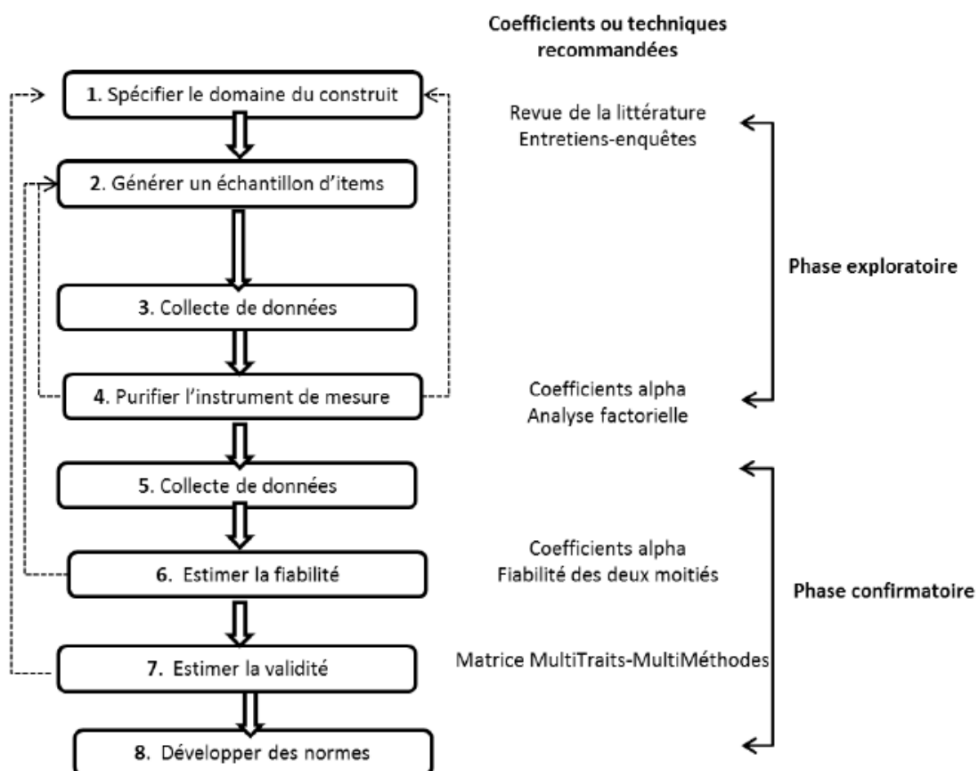 Coefficients ou techniques
recommandées
1. Spécifier le domaine du construit
Revue de la littérature
Entretiens-enquêtes
2. Générer un échantillon d'items
Phase exploratoire
3. Collecte de données
4. Purifier l'instrument de mesure
Coefficients alpha
Analyse factorielle
5. Collecte de données
Coefficients alpha
Fiabilité des deux moitiés
6. Estimer la fiabilité
Phase confirmatoire
7. Estimer la validité
Matrice MultiTraits-MultiMéthodes
8. Développer des normes